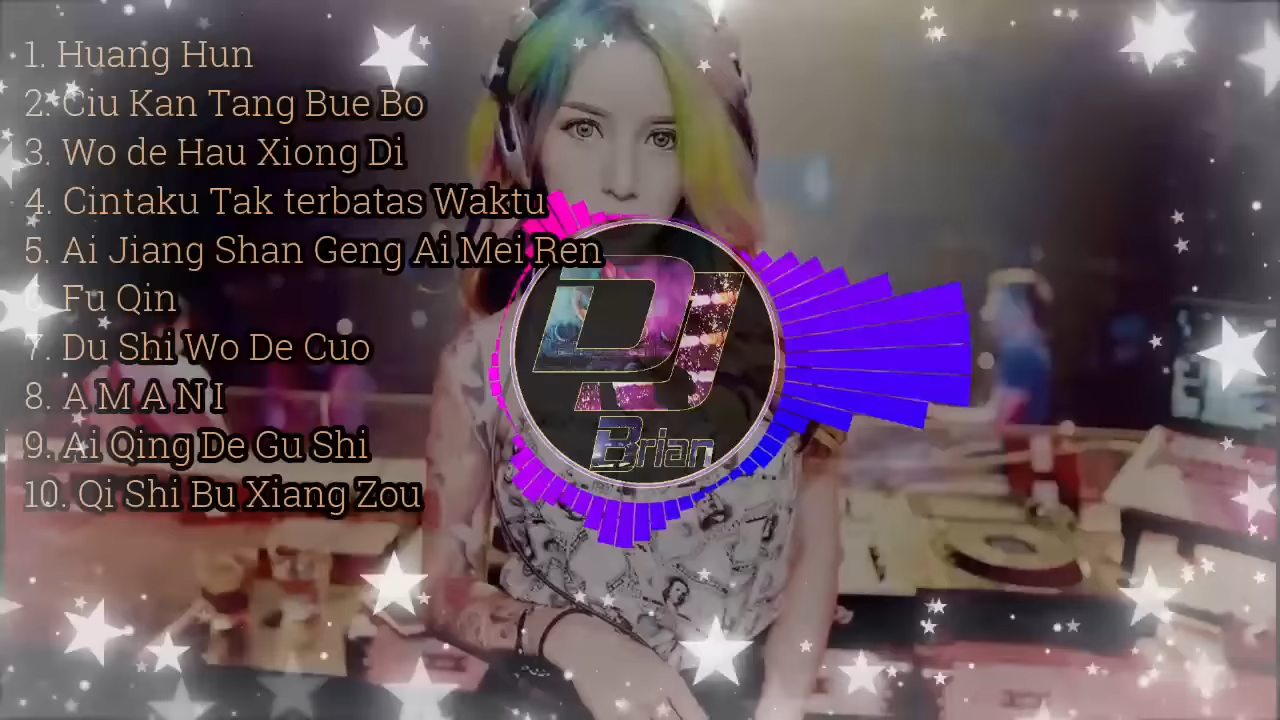 1. Huang Hun
2. Ciu Kan Tang Bue Bo
3. Wo de Hau Xiong Di
4. Cintaku Tak terbatas Waktu
5. Ai Jiang Shan Geng Ai Mei Ren
6. Fu Qin
7. Du Shi Wo De Cuo
8. A M A N I
9. Ai Qing De Gu Shi
10. Qi Shi Bu Xiang Zou
DJ
Brian